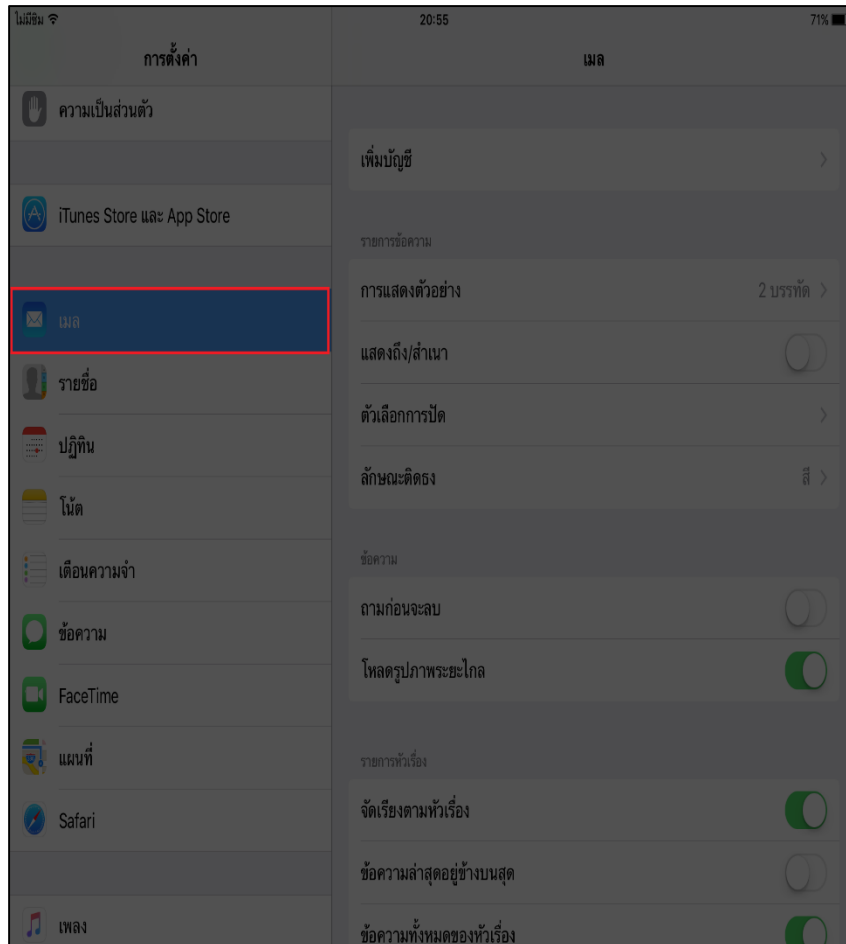 ไม่มีซิม
20:55
71%
การตั้งค่า
เมล
ความเป็นส่วนตัว
iTunes Store และ App Store
เมล
รายชื่อ
ปฏิทิน
โน้ต
เตือนความจำ
ข้อความ
FaceTime
แผนที่
Safari
เพลง
เพิ่มบัญชี
รายการข้อความ
การแสดงตัวอย่าง 2 บรรทัด
แสดงถึง/สำเนา
ตัวเลือกการปัด
ลักษณะติดธง สี
ข้อความ
ถามก่อนจะลบ
โหลดรูปภาพระยะไกล
รายการหัวเรื่อง
จัดเรียงตามหัวเรื่อง
ข้อความล่าสุดอยู่ข้างบนสุด
ข้อความทั้งหมดของหัวเรื่อง